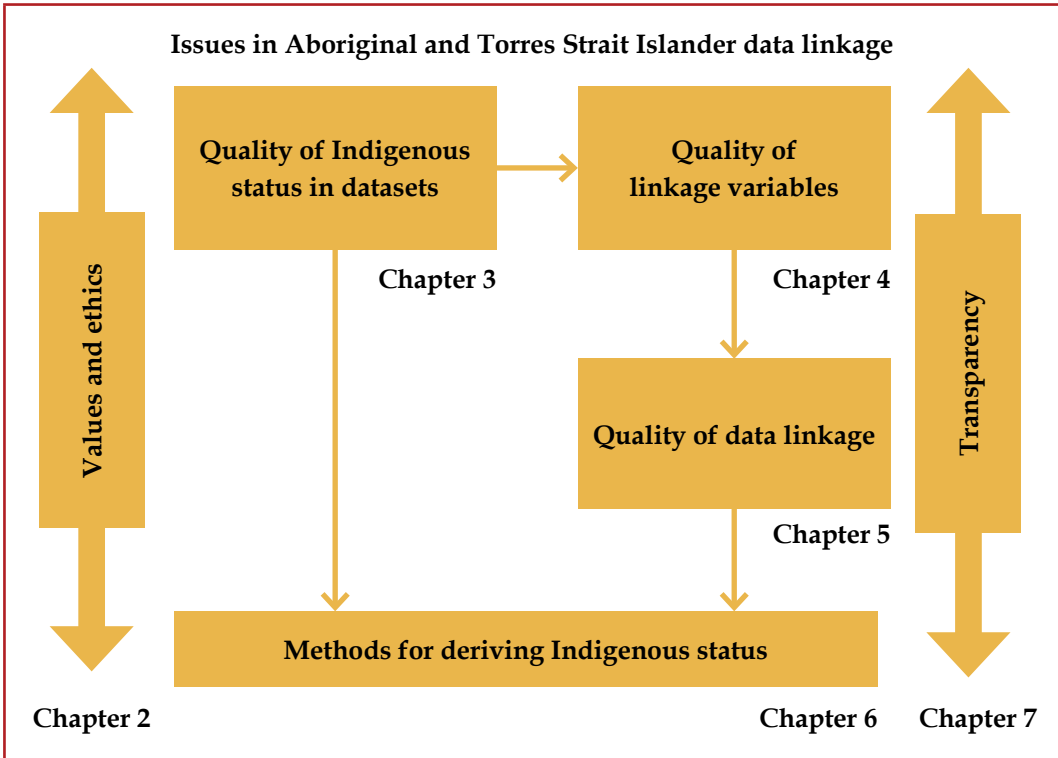 Issues in Aboriginal and Torres Strait Islander data linkage
Values and ethics
Chapter 2
Quality of Indigenous
status in datasets
Chapter 3
Quality of
linkage variables
Chapter 4
Quality of data linkage
Chapter 5
Methods for deriving Indigenous status
Chapter 6
Transparency
Chapter 7